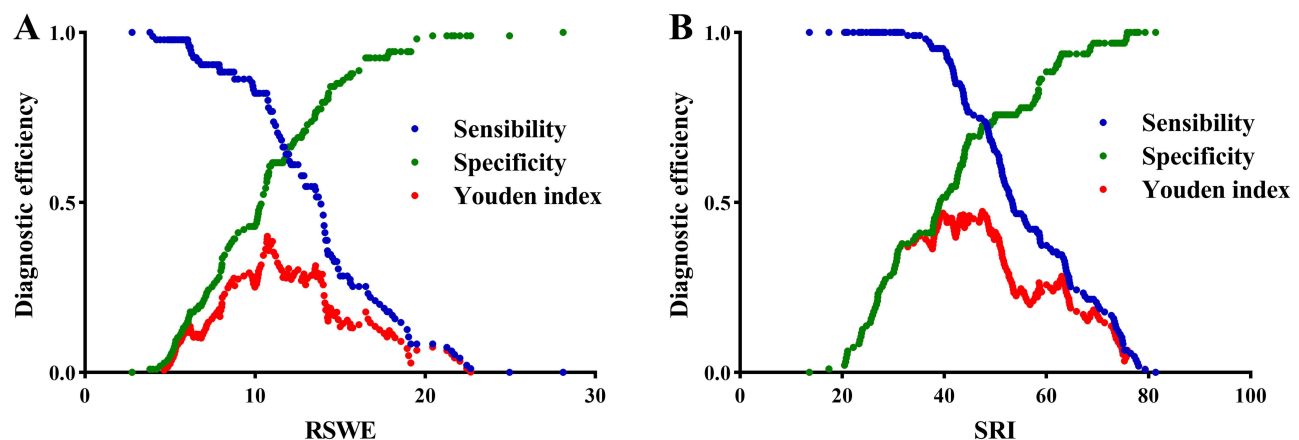 A
Diagnostic efficiency
1.0
0.5
0.0
0
10
20
30
RSWE
Sensibility
Specificity
Youden index
B
Diagnostic efficiency
1.0
0.5
0.0
0
20
40
60
80
100
SRI
Sensibility
Specificity
Youden index